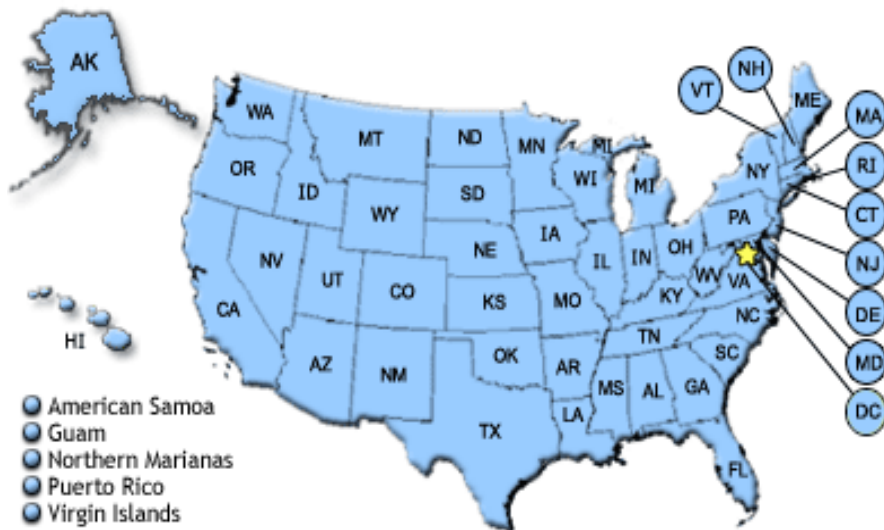 AK
VT
NH
ME
MA
RI
CT
NJ
DE
MD
DC
WA
MT
ND
MN
MI
WI
MI
NY
OR
ID
SD
WY
IA
PA
NE
NV
UT
CO
IL
IN
OH
WV
VA
CA
KS
MO
KY
HI
AZ
NM
OK
AR
TN
NC
SC
MS
AL
GA
TX
LA
FL
American Samoa
Guam
Northern Marianas
Puerto Rico
Virgin Islands